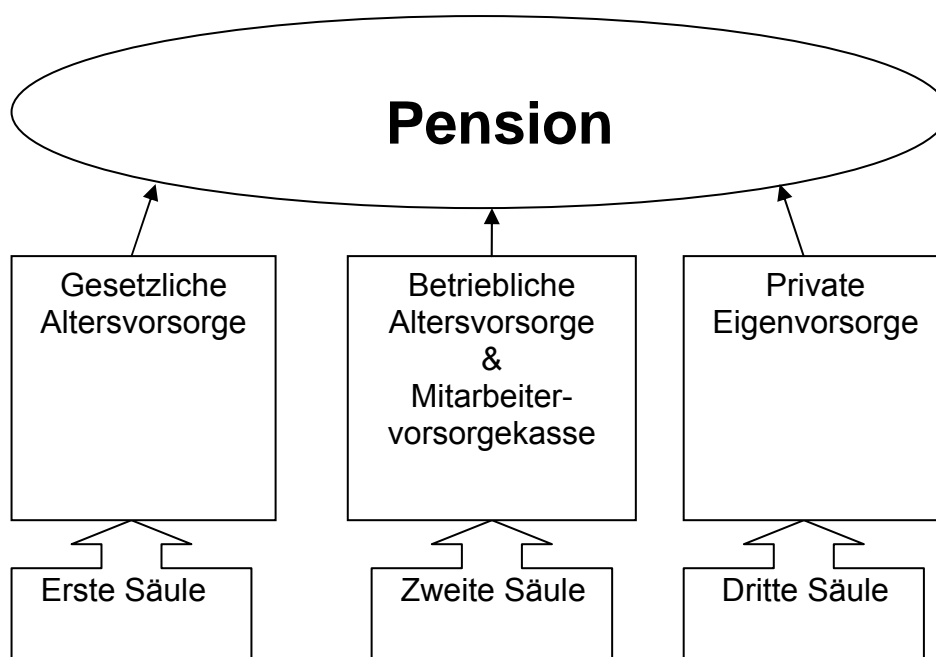 Pension
Gesetzliche
Altersvorsorge
Betriebliche
Altersvorsorge
&
Mitarbeiter-
vorsorgekasse
Private
Eigenvorsorge
Erste Säule
Zweite Säule
Dritte Säule